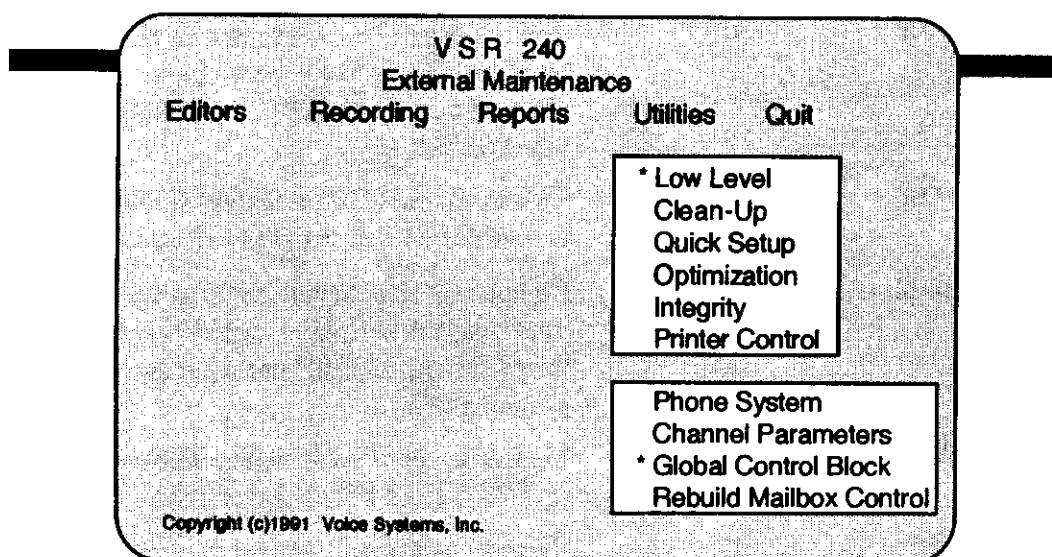 VSR 240
External Maintenance
Editors Recording Reports Utilities Quit
* Low Level
Clean-Up
Quick Setup
Optimization
Integrity
Printer Control
Phone System
Channel Parameters
* Global Control Block
Rebuild Mailbox Control
Copyright (c)1991 Voice Systems, Inc.